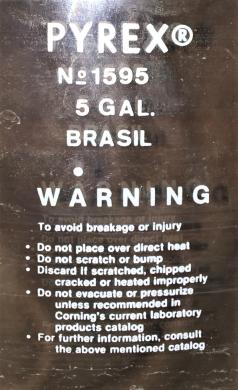 PYREX®
No 1595
5 GAL.
BRASIL
WARNING
To avoid breakage or injury
• Do not place over direct heat
• Do not scratch or bump
• Discard if scratched, chipped
cracked or heated improperly
• Do not evacuate or pressurize
unless recommended in
Corning's current laboratory
products catalog
• For further information, consult
the above mentioned catalog